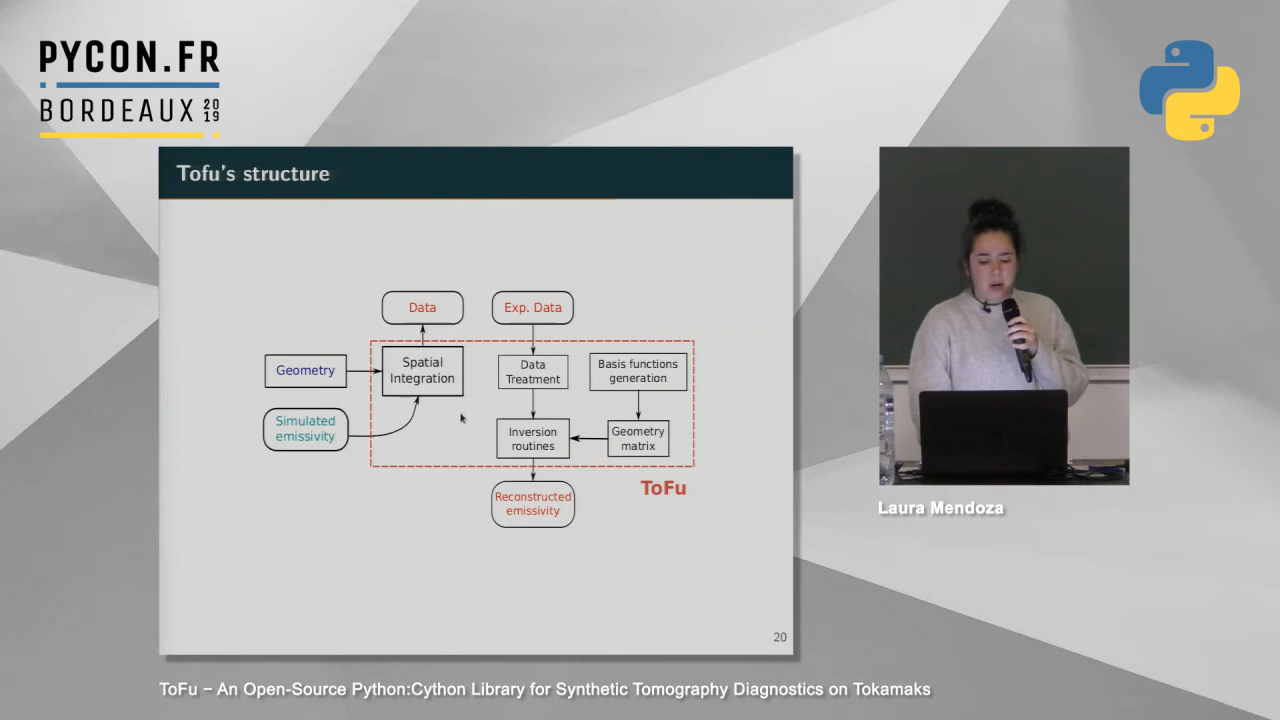 PYCON.FR
BORDEAUX 2019
Tofu's structure
Data
Exp. Data
Geometry
Spatial
Integration
Data
Treatment
Basis functions
generation
Simulated
emissivity
Inversion
routines
Geometry
matrix
ToFu
Reconstructed
emissivity
20
Laura Mendoza
ToFu – An Open-Source Python:Cython Library for Synthetic Tomography Diagnostics on Tokamaks